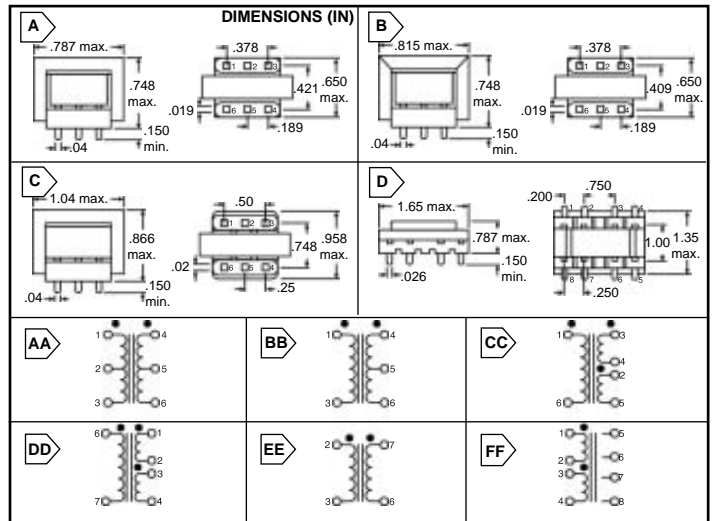 DIMENSIONS (IN)
A
.787 max.
.748
max.
.150
min.
.04
.378
1 2 3
.421
.650
max.
.019
6 5 4
.189
B
.815 max.
.748
max.
.150
min.
.04
.378
1 2 3
.409
.650
max.
.019
6 5 4
.189
C
1.04 max.
.866
max.
.150
min.
.04
.50
1 2 3
.748
.958
max.
.02
6 5 4
.25
D
1.65 max.
.787 max.
.150
min.
.026
.200
.750
1 2 3 4
1.00
1.35
max.
8 7 6 5
.250
AA
1 4
2 5
3 6
BB
1 4
5
3 6
CC
1 3
4
2
6 5
DD
6 1
2
3
7 4
EE
2 7
3 6
FF
1 5
2 6
3 7
4 8